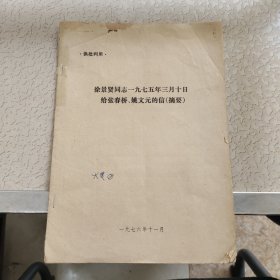 ·供批判用·
徐景贤同志一九七五年三月十日
给张春桥、姚文元的信(摘要)
一九七六年十一月